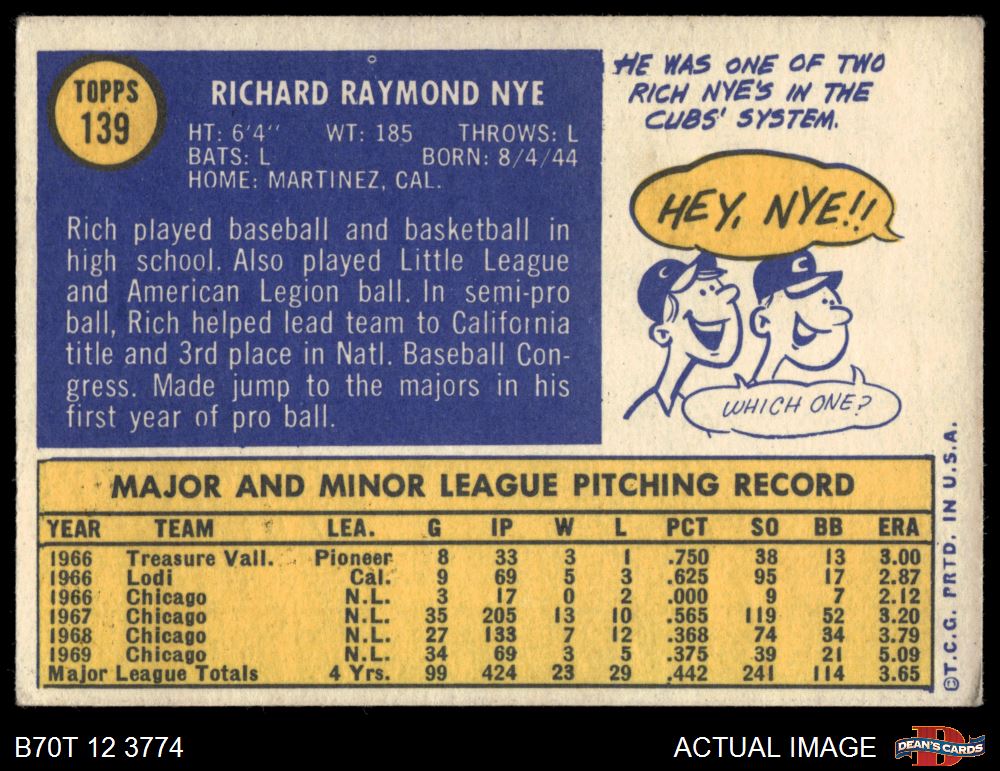 TOPPS
139
RICHARD RAYMOND NYE
HT: 6'4" WT: 185 THROWS: L
BATS: L BORN: 8/4/44
HOME: MARTINEZ, CAL.
Rich played baseball and basketball in
high school. Also played Little League
and American Legion ball. In semi-pro
ball, Rich helped lead team to California
title and 3rd place in Natl. Baseball Con-
gress. Made jump to the majors in his
first year of pro ball.
HE WAS ONE OF TWO
RICH NYE'S IN THE
CUBS' SYSTEM.
HEY, NYE!!
C
WHICH ONE?
MAJOR AND MINOR LEAGUE PITCHING RECORD
YEAR TEAM LEA. G IP W L PCT SO BB ERA
1966 Treasure Vall. Pioneer 8 33 3 1 .750 38 13 3.00
1966 Lodi Cal. 9 69 5 3 .625 95 17 2.87
1966 Chicago N.L. 3 17 0 2 .000 9 7 2.12
1967 Chicago N.L. 35 205 13 10 .565 119 52 3.20
1968 Chicago N.L. 27 133 7 12 .368 74 34 3.79
1969 Chicago N.L. 34 69 3 5 .375 39 21 5.09
Major League Totals 4 Yrs. 99 424 23 29 .442 241 114 3.65
©T.C.G. PRTD. IN U.S.A.
B70T 12 3774
ACTUAL IMAGE
D
DEAN'S CARDS